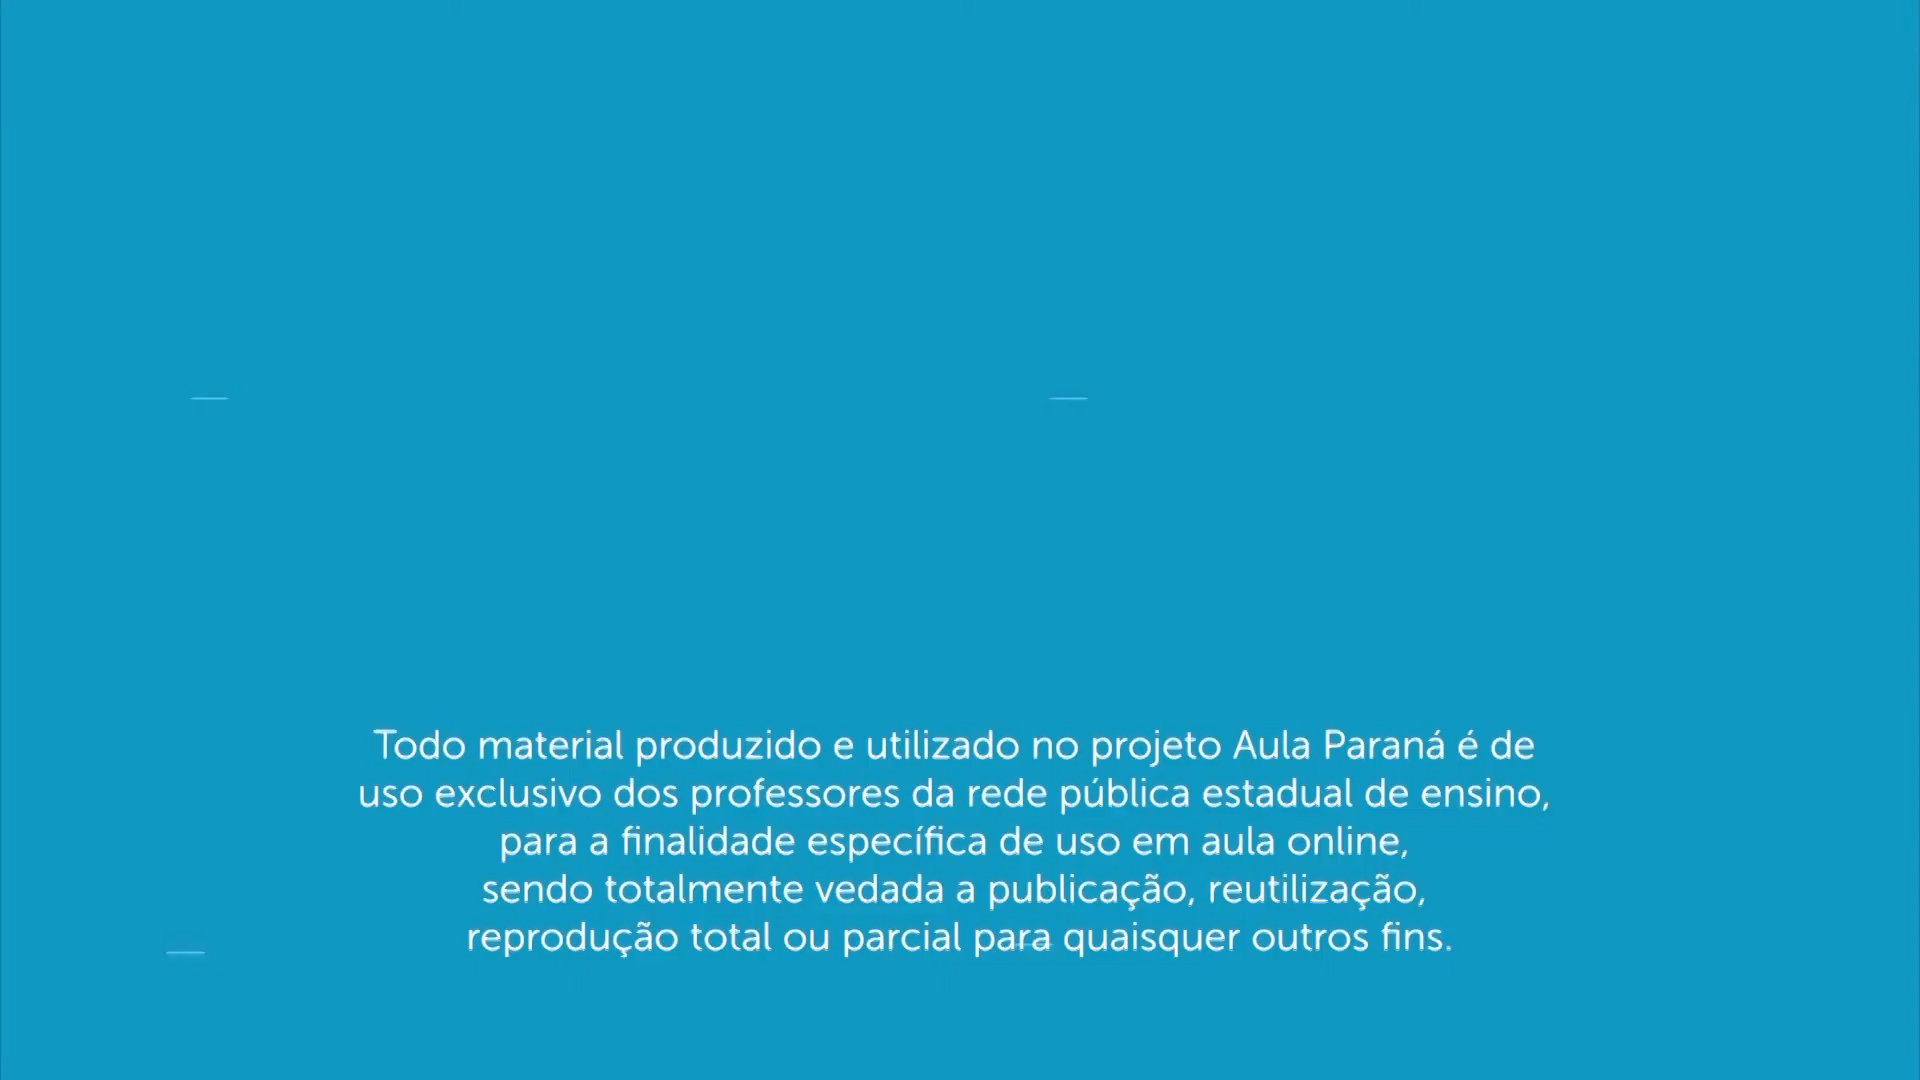 Todo material produzido e utilizado no projeto Aula Paraná é de
uso exclusivo dos professores da rede pública estadual de ensino,
para a finalidade específica de uso em aula online,
sendo totalmente vedada a publicação, reutilização,
reprodução total ou parcial para quaisquer outros fins.